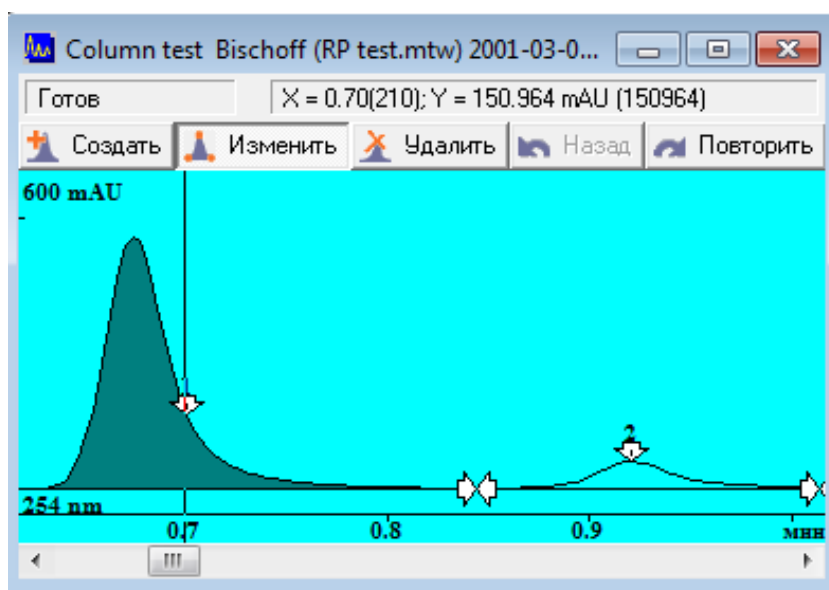 Column test Bischoff (RP test.mtw) 2001-03-0...
Готов X = 0.70(210); Y = 150.964 mAU (150964)
Создать Изменить Удалить Назад Повторить
600 mAU
2
254 nm
0.7 0.8 0.9 мин